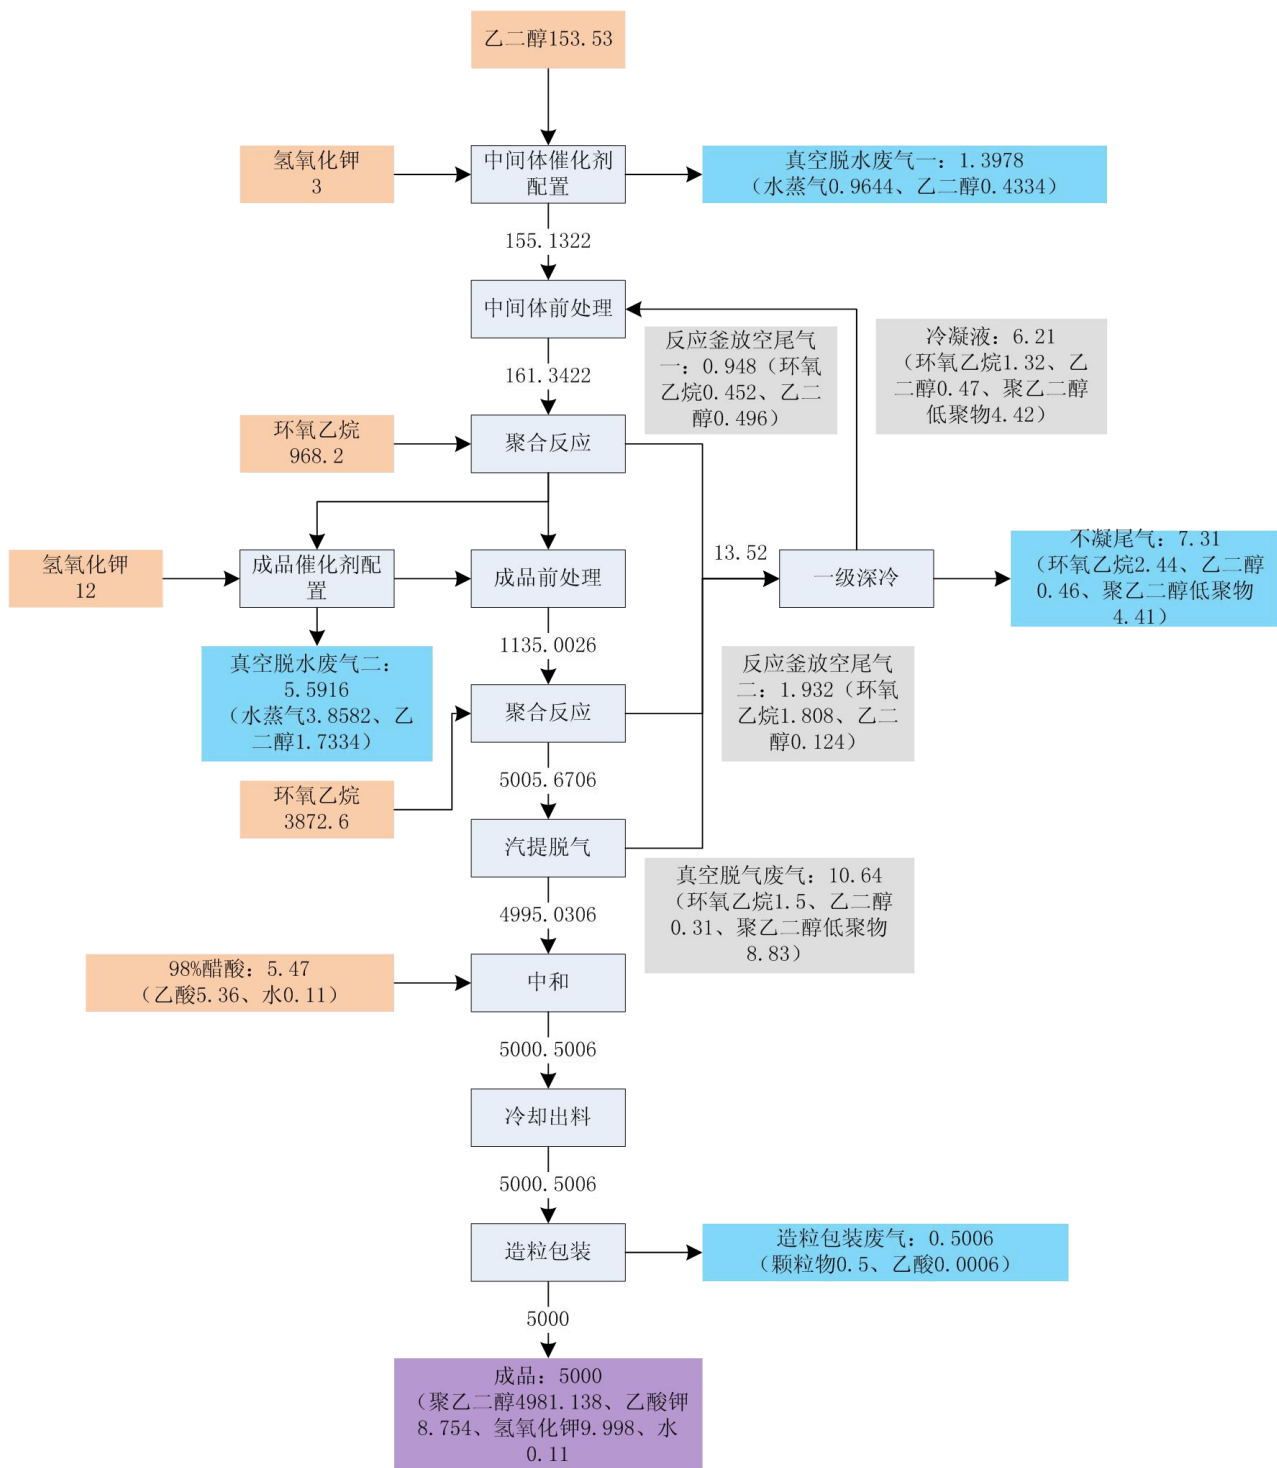 乙二醇153.53
氢氧化钾
3
中间体催化剂
配置
真空脱水废气一：1.3978
（水蒸气0.9644、乙二醇0.4334）
155.1322
中间体前处理
反应釜放空尾气
一：0.948（环氧
乙烷0.452、乙二
醇0.496）
冷凝液：6.21
（环氧乙烷1.32、乙
二醇0.47、聚乙二醇
低聚物4.42）
161.3422
环氧乙烷
968.2
聚合反应
氢氧化钾
12
成品催化剂配
置
成品前处理
13.52
一级深冷
不凝尾气：7.31
（环氧乙烷2.44、乙二醇
0.46、聚乙二醇低聚物
4.41）
真空脱水废气二：
5.5916
（水蒸气3.8582、乙
二醇1.7334）
1135.0026
反应釜放空尾气
二：1.932（环氧
乙烷1.808、乙二
醇0.124）
聚合反应
环氧乙烷
3872.6
5005.6706
汽提脱气
真空脱气废气：10.64
（环氧乙烷1.5、乙二醇
0.31、聚乙二醇低聚物
8.83）
4995.0306
98%醋酸：5.47
（乙酸5.36、水0.11）
中和
5000.5006
冷却出料
5000.5006
造粒包装
造粒包装废气：0.5006
（颗粒物0.5、乙酸0.0006）
5000
成品：5000
（聚乙二醇4981.138、乙酸钾
8.754、氢氧化钾9.998、水
0.11